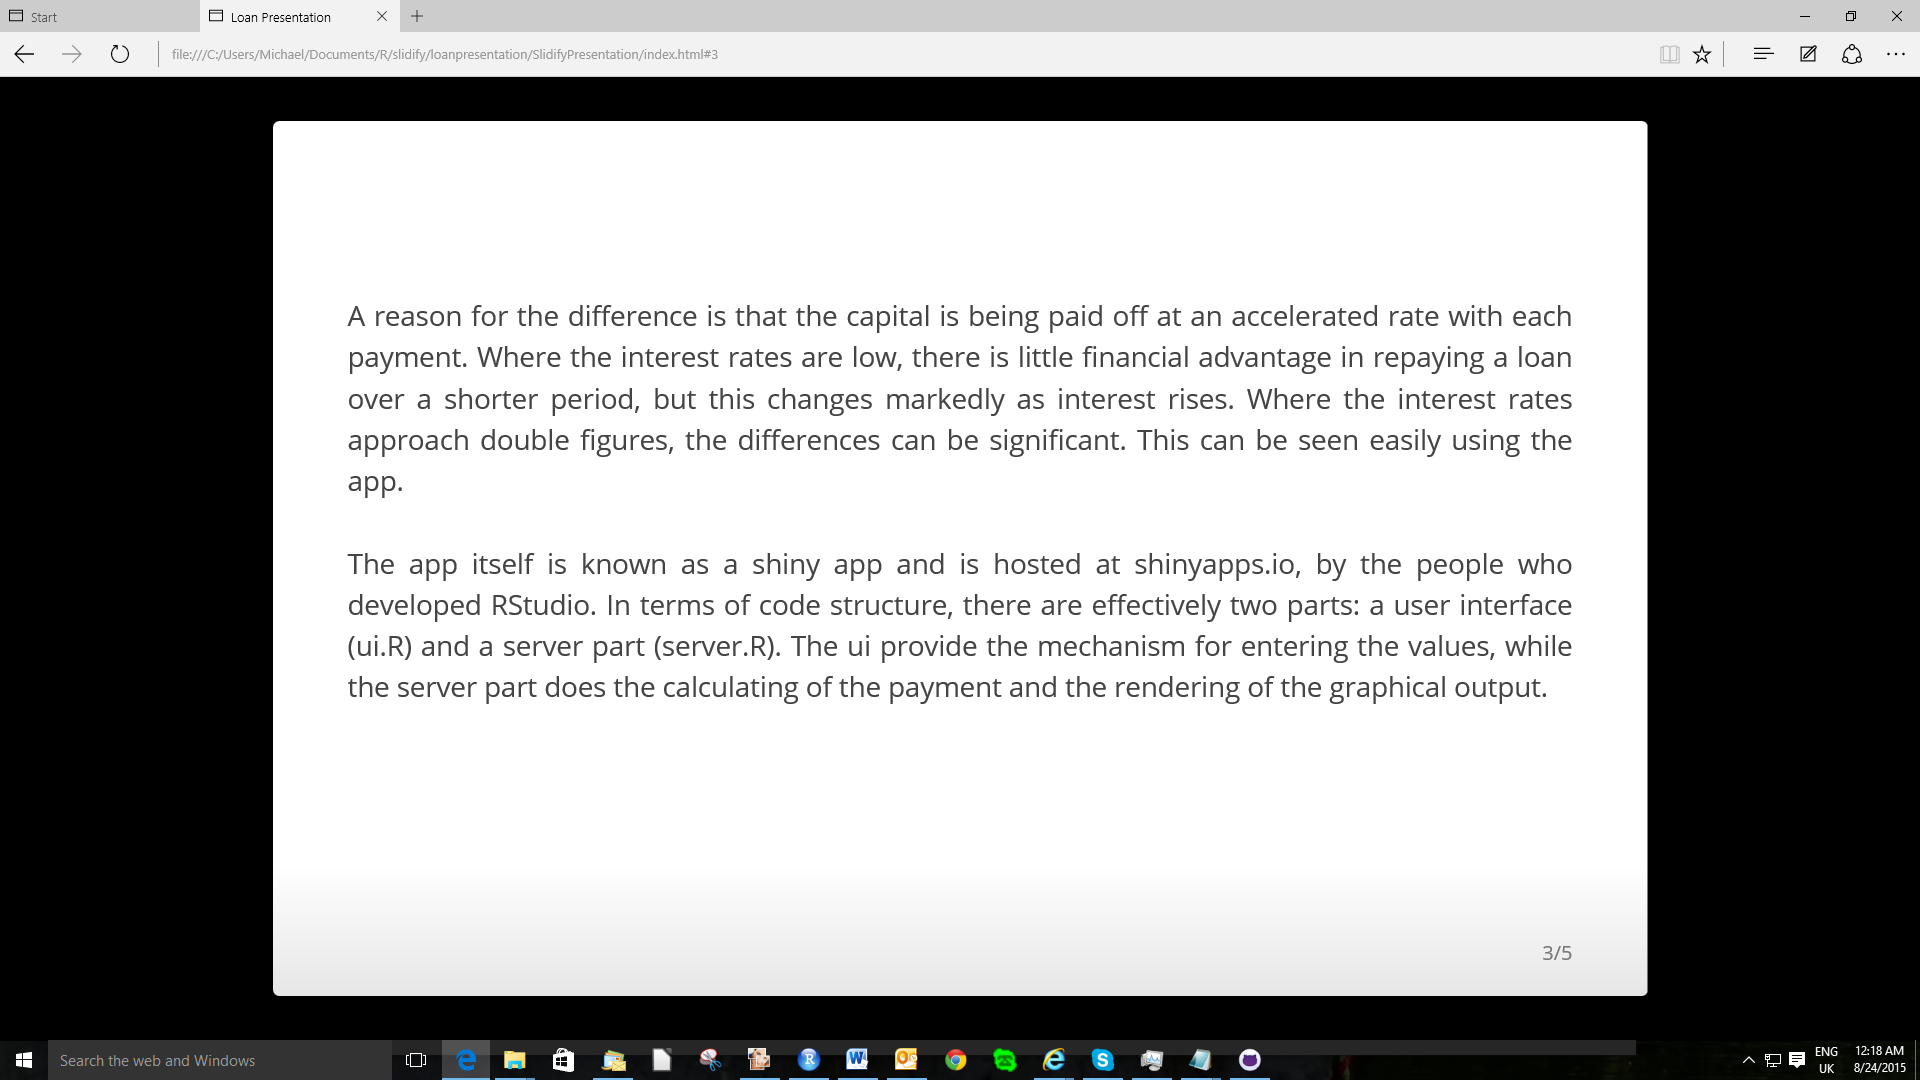 Start
Loan Presentation
file:///C:/Users/Michael/Documents/R/slidify/loanpresentation/SlidifyPresentation/index.html#3
A reason for the difference is that the capital is being paid off at an accelerated rate with each
payment. Where the interest rates are low, there is little financial advantage in repaying a loan
over a shorter period, but this changes markedly as interest rises. Where the interest rates
approach double figures, the differences can be significant. This can be seen easily using the
app.
The app itself is known as a shiny app and is hosted at shinyapps.io, by the people who
developed RStudio. In terms of code structure, there are effectively two parts: a user interface
(ui.R) and a server part (server.R). The ui provide the mechanism for entering the values, while
the server part does the calculating of the payment and the rendering of the graphical output.
3/5
Search the web and Windows
ENG
UK
12:18 AM
8/24/2015